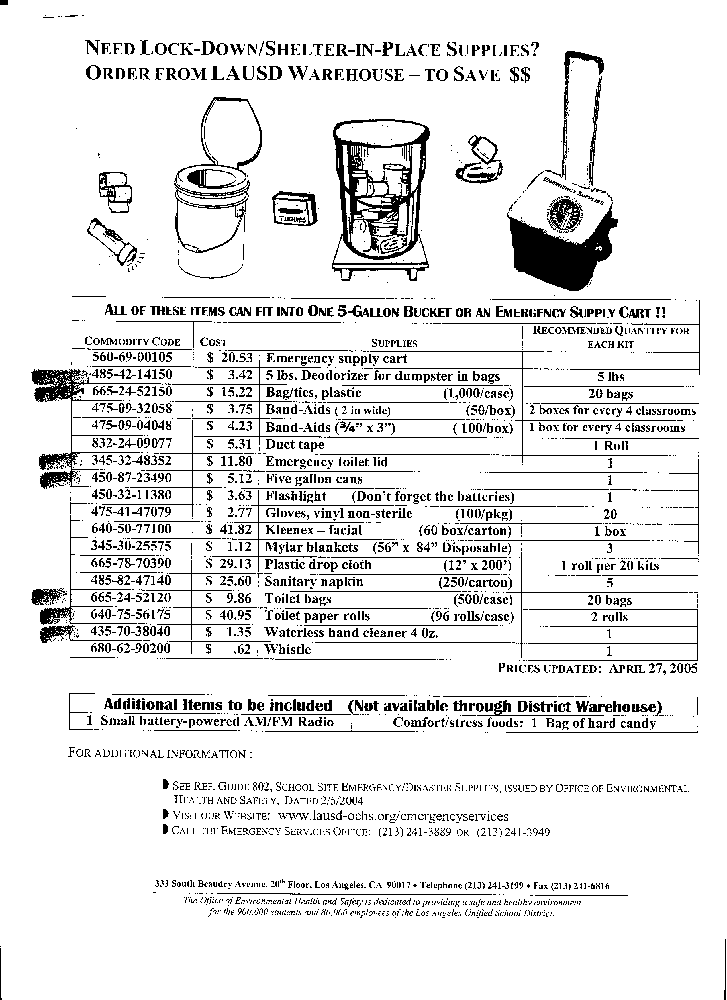 NEED LOCK-DOWN/SHELTER-IN-PLACE SUPPLIES?
ORDER FROM LAUSD WAREHOUSE – TO SAVE $$
TISSUES
EMERGENCY SUPPLIES
LOS ANGELES UNIFIED SCHOOL DISTRICT • BOARD OF EDUCATION •
ALL OF THESE ITEMS CAN FIT INTO ONE 5-GALLON BUCKET OR AN EMERGENCY SUPPLY CART !!
COMMODITY CODE COST SUPPLIES RECOMMENDED QUANTITY FOR EACH KIT
560-69-00105 $ 20.53 Emergency supply cart
485-42-14150 $ 3.42 5 lbs. Deodorizer for dumpster in bags 5 lbs
665-24-52150 $ 15.22 Bag/ties, plastic (1,000/case) 20 bags
475-09-32058 $ 3.75 Band-Aids ( 2 in wide) (50/box) 2 boxes for every 4 classrooms
475-09-04048 $ 4.23 Band-Aids (¾” x 3”) ( 100/box) 1 box for every 4 classrooms
832-24-09077 $ 5.31 Duct tape 1 Roll
345-32-48352 $ 11.80 Emergency toilet lid 1
450-87-23490 $ 5.12 Five gallon cans 1
450-32-11380 $ 3.63 Flashlight (Don’t forget the batteries) 1
475-41-47079 $ 2.77 Gloves, vinyl non-sterile (100/pkg) 20
640-50-77100 $ 41.82 Kleenex – facial (60 box/carton) 1 box
345-30-25575 $ 1.12 Mylar blankets (56” x 84” Disposable) 3
665-78-70390 $ 29.13 Plastic drop cloth (12’ x 200’) 1 roll per 20 kits
485-82-47140 $ 25.60 Sanitary napkin (250/carton) 5
665-24-52120 $ 9.86 Toilet bags (500/case) 20 bags
640-75-56175 $ 40.95 Toilet paper rolls (96 rolls/case) 2 rolls
435-70-38040 $ 1.35 Waterless hand cleaner 4 0z. 1
680-62-90200 $ .62 Whistle 1
PRICES UPDATED: APRIL 27, 2005
Additional Items to be included (Not available through District Warehouse)
1 Small battery-powered AM/FM Radio Comfort/stress foods: 1 Bag of hard candy
FOR ADDITIONAL INFORMATION :
SEE REF. GUIDE 802, SCHOOL SITE EMERGENCY/DISASTER SUPPLIES, ISSUED BY OFFICE OF ENVIRONMENTAL
HEALTH AND SAFETY, DATED 2/5/2004
VISIT OUR WEBSITE: www.lausd-oehs.org/emergencyservices
CALL THE EMERGENCY SERVICES OFFICE: (213) 241-3889 OR (213) 241-3949
333 South Beaudry Avenue, 20th Floor, Los Angeles, CA 90017 • Telephone (213) 241-3199 • Fax (213) 241-6816
The Office of Environmental Health and Safety is dedicated to providing a safe and healthy environment
for the 900,000 students and 80,000 employees of the Los Angeles Unified School District.